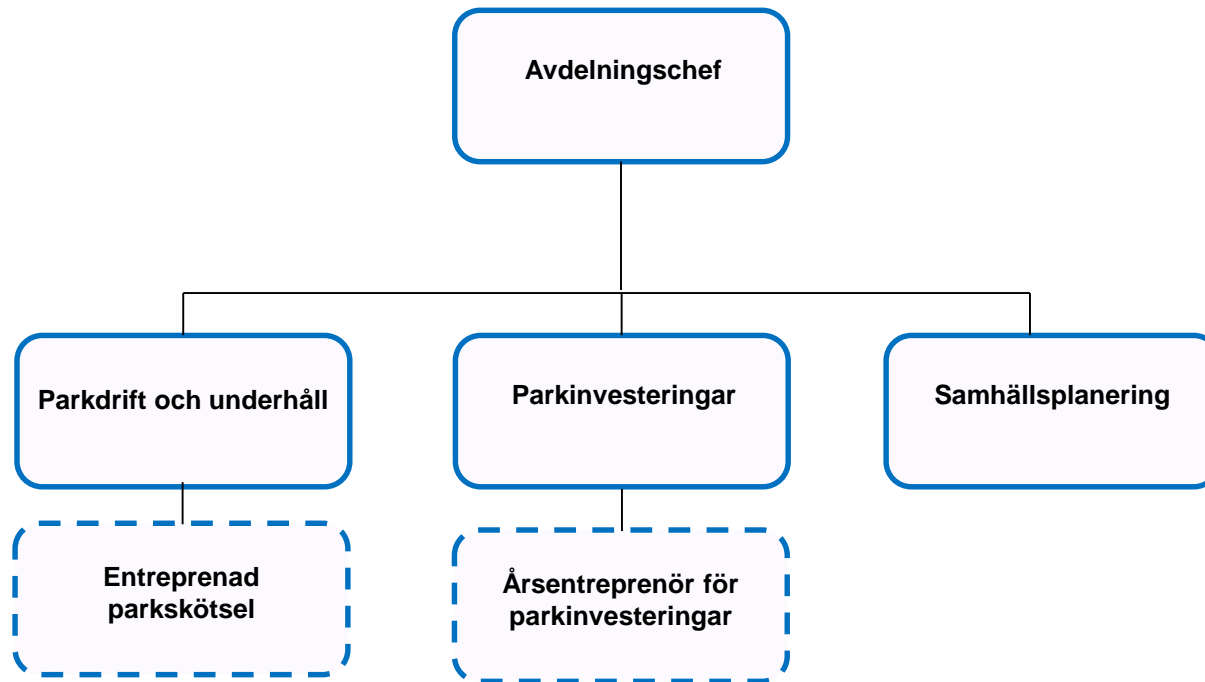 Avdelningschef
Parkdrift och underhåll
Parkinvesteringar
Samhällsplanering
Entreprenad
parkskötsel
Årsentreprenör för
parkinvesteringar